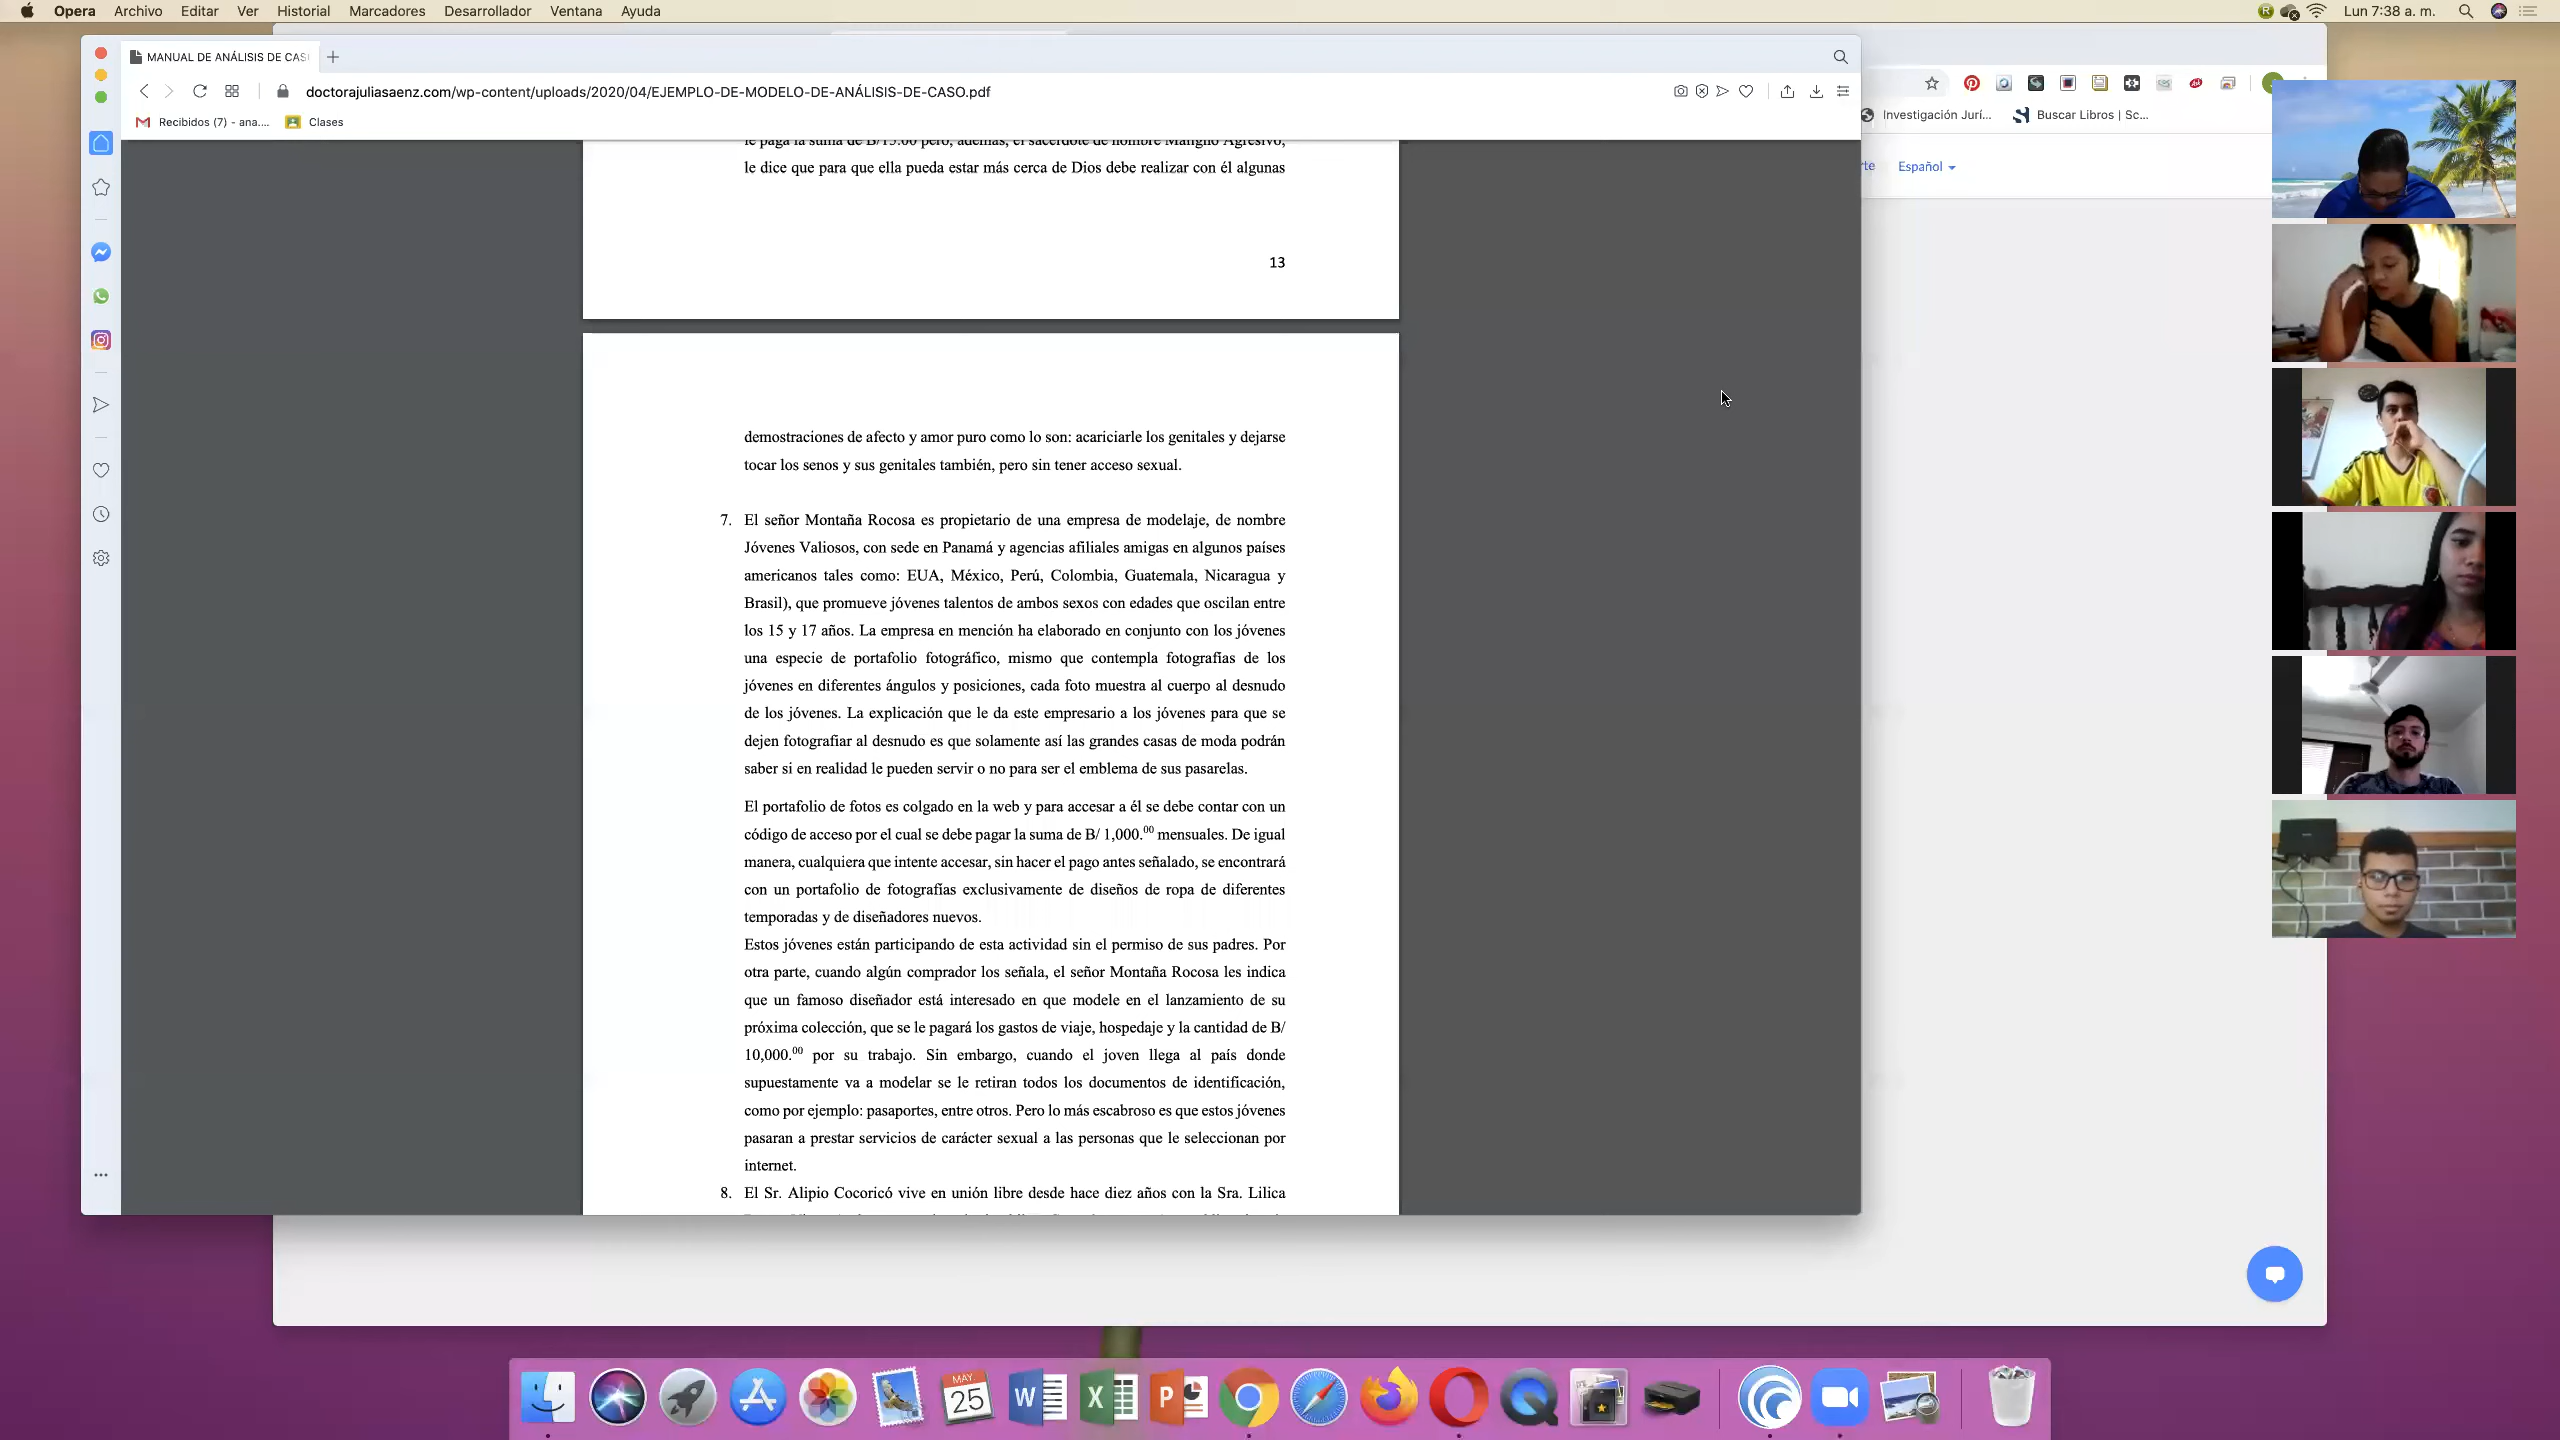 Opera Archivo Editar Ver Historial Marcadores Desarrollador Ventana Ayuda
Lun 7:38 a. m.
MANUAL DE ANÁLISIS DE CAS
doctorajuliasaenz.com/wp-content/uploads/2020/04/EJEMPLO-DE-MODELO-DE-ANÁLISIS-DE-CASO.pdf
Recibidos (7) - ana.... Clases
Investigación Jurí... Buscar Libros | Sc...
rte Español
le paga la suma de B/15.00 pero, además, el sacerdote de nombre Maligno Agresivo,
le dice que para que ella pueda estar más cerca de Dios debe realizar con él algunas
13
demostraciones de afecto y amor puro como lo son: acariciarle los genitales y dejarse
tocar los senos y sus genitales también, pero sin tener acceso sexual.
7. El señor Montaña Rocosa es propietario de una empresa de modelaje, de nombre
Jóvenes Valiosos, con sede en Panamá y agencias afiliales amigas en algunos países
americanos tales como: EUA, México, Perú, Colombia, Guatemala, Nicaragua y
Brasil), que promueve jóvenes talentos de ambos sexos con edades que oscilan entre
los 15 y 17 años. La empresa en mención ha elaborado en conjunto con los jóvenes
una especie de portafolio fotográfico, mismo que contempla fotografías de los
jóvenes en diferentes ángulos y posiciones, cada foto muestra al cuerpo al desnudo
de los jóvenes. La explicación que le da este empresario a los jóvenes para que se
dejen fotografiar al desnudo es que solamente así las grandes casas de moda podrán
saber si en realidad le pueden servir o no para ser el emblema de sus pasarelas.
El portafolio de fotos es colgado en la web y para accesar a él se debe contar con un
código de acceso por el cual se debe pagar la suma de B/ 1,000.00 mensuales. De igual
manera, cualquiera que intente accesar, sin hacer el pago antes señalado, se encontrará
con un portafolio de fotografías exclusivamente de diseños de ropa de diferentes
temporadas y de diseñadores nuevos.
Estos jóvenes están participando de esta actividad sin el permiso de sus padres. Por
otra parte, cuando algún comprador los señala, el señor Montaña Rocosa les indica
que un famoso diseñador está interesado en que modele en el lanzamiento de su
próxima colección, que se le pagará los gastos de viaje, hospedaje y la cantidad de B/
10,000.00 por su trabajo. Sin embargo, cuando el joven llega al país donde
supuestamente va a modelar se le retiran todos los documentos de identificación,
como por ejemplo: pasaportes, entre otros. Pero lo más escabroso es que estos jóvenes
pasaran a prestar servicios de carácter sexual a las personas que le seleccionan por
internet.
8. El Sr. Alipio Cocoricó vive en unión libre desde hace diez años con la Sra. Lilica
MAY
25
W
X
P